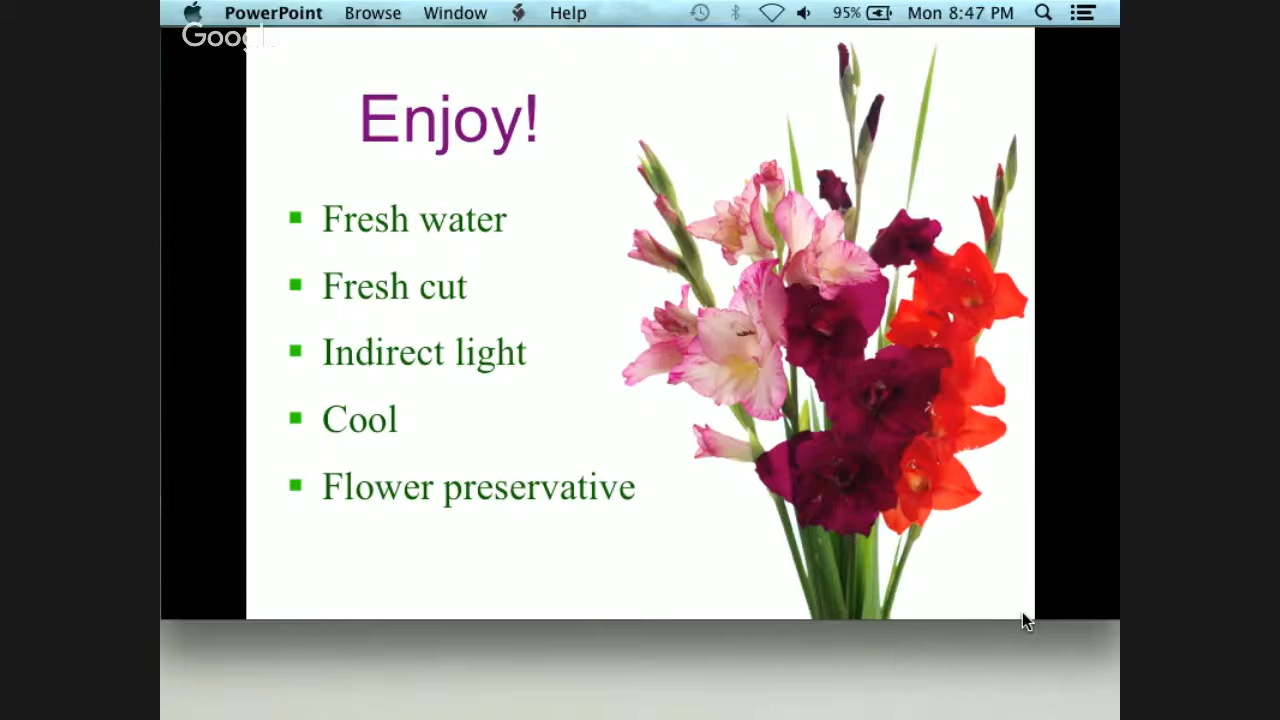 PowerPoint Browse Window Help 95% Mon 8:47 PM
Google
Enjoy!
Fresh water
Fresh cut
Indirect light
Cool
Flower preservative